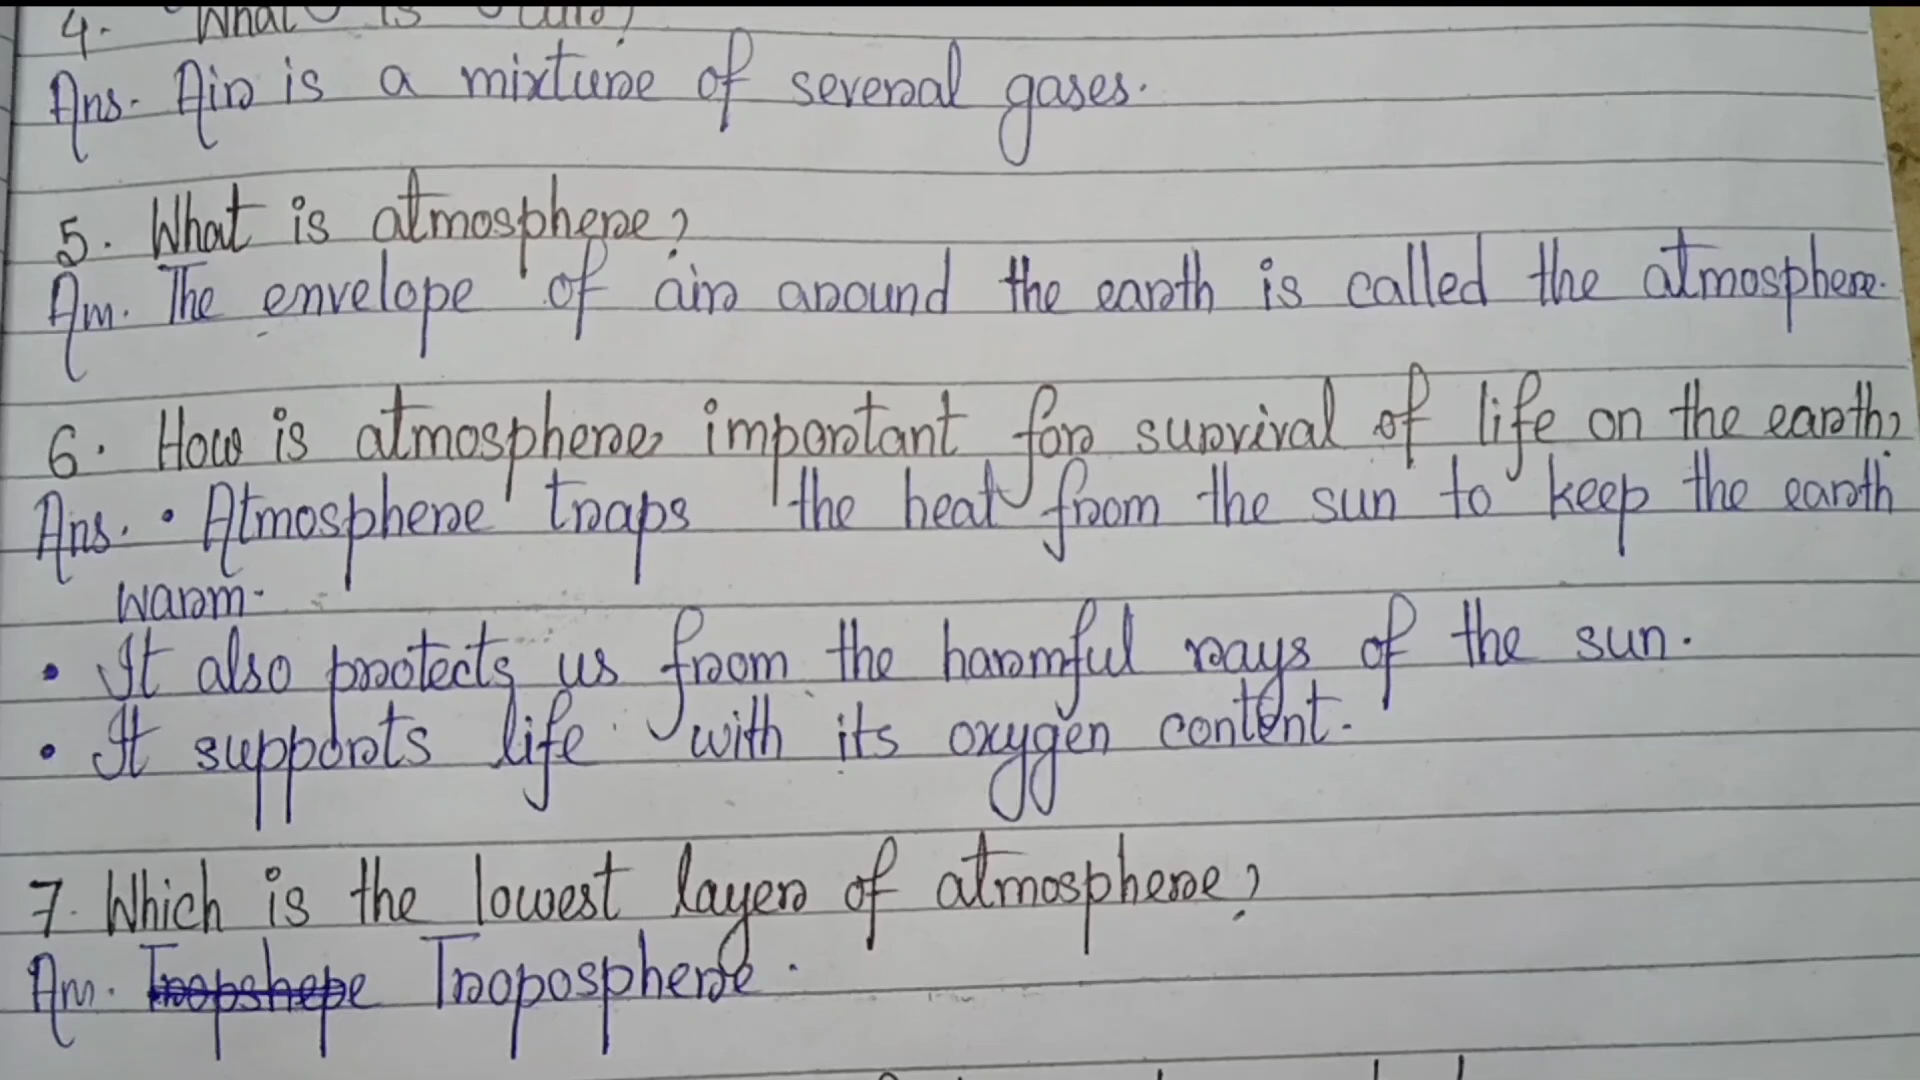 4. What is air?
Ans. Air is a mixture of several gases.
5. What is atmosphere?
Ans. The envelope of air around the earth is called the atmosphere.
6. How is atmosphere important for survival of life on the earth?
Ans. • Atmosphere traps the heat from the sun to keep the earth
warm.
• It also protects us from the harmful rays of the sun.
• It supports life with its oxygen content.
7. Which is the lowest layer of atmosphere?
Ans. Troposphere.